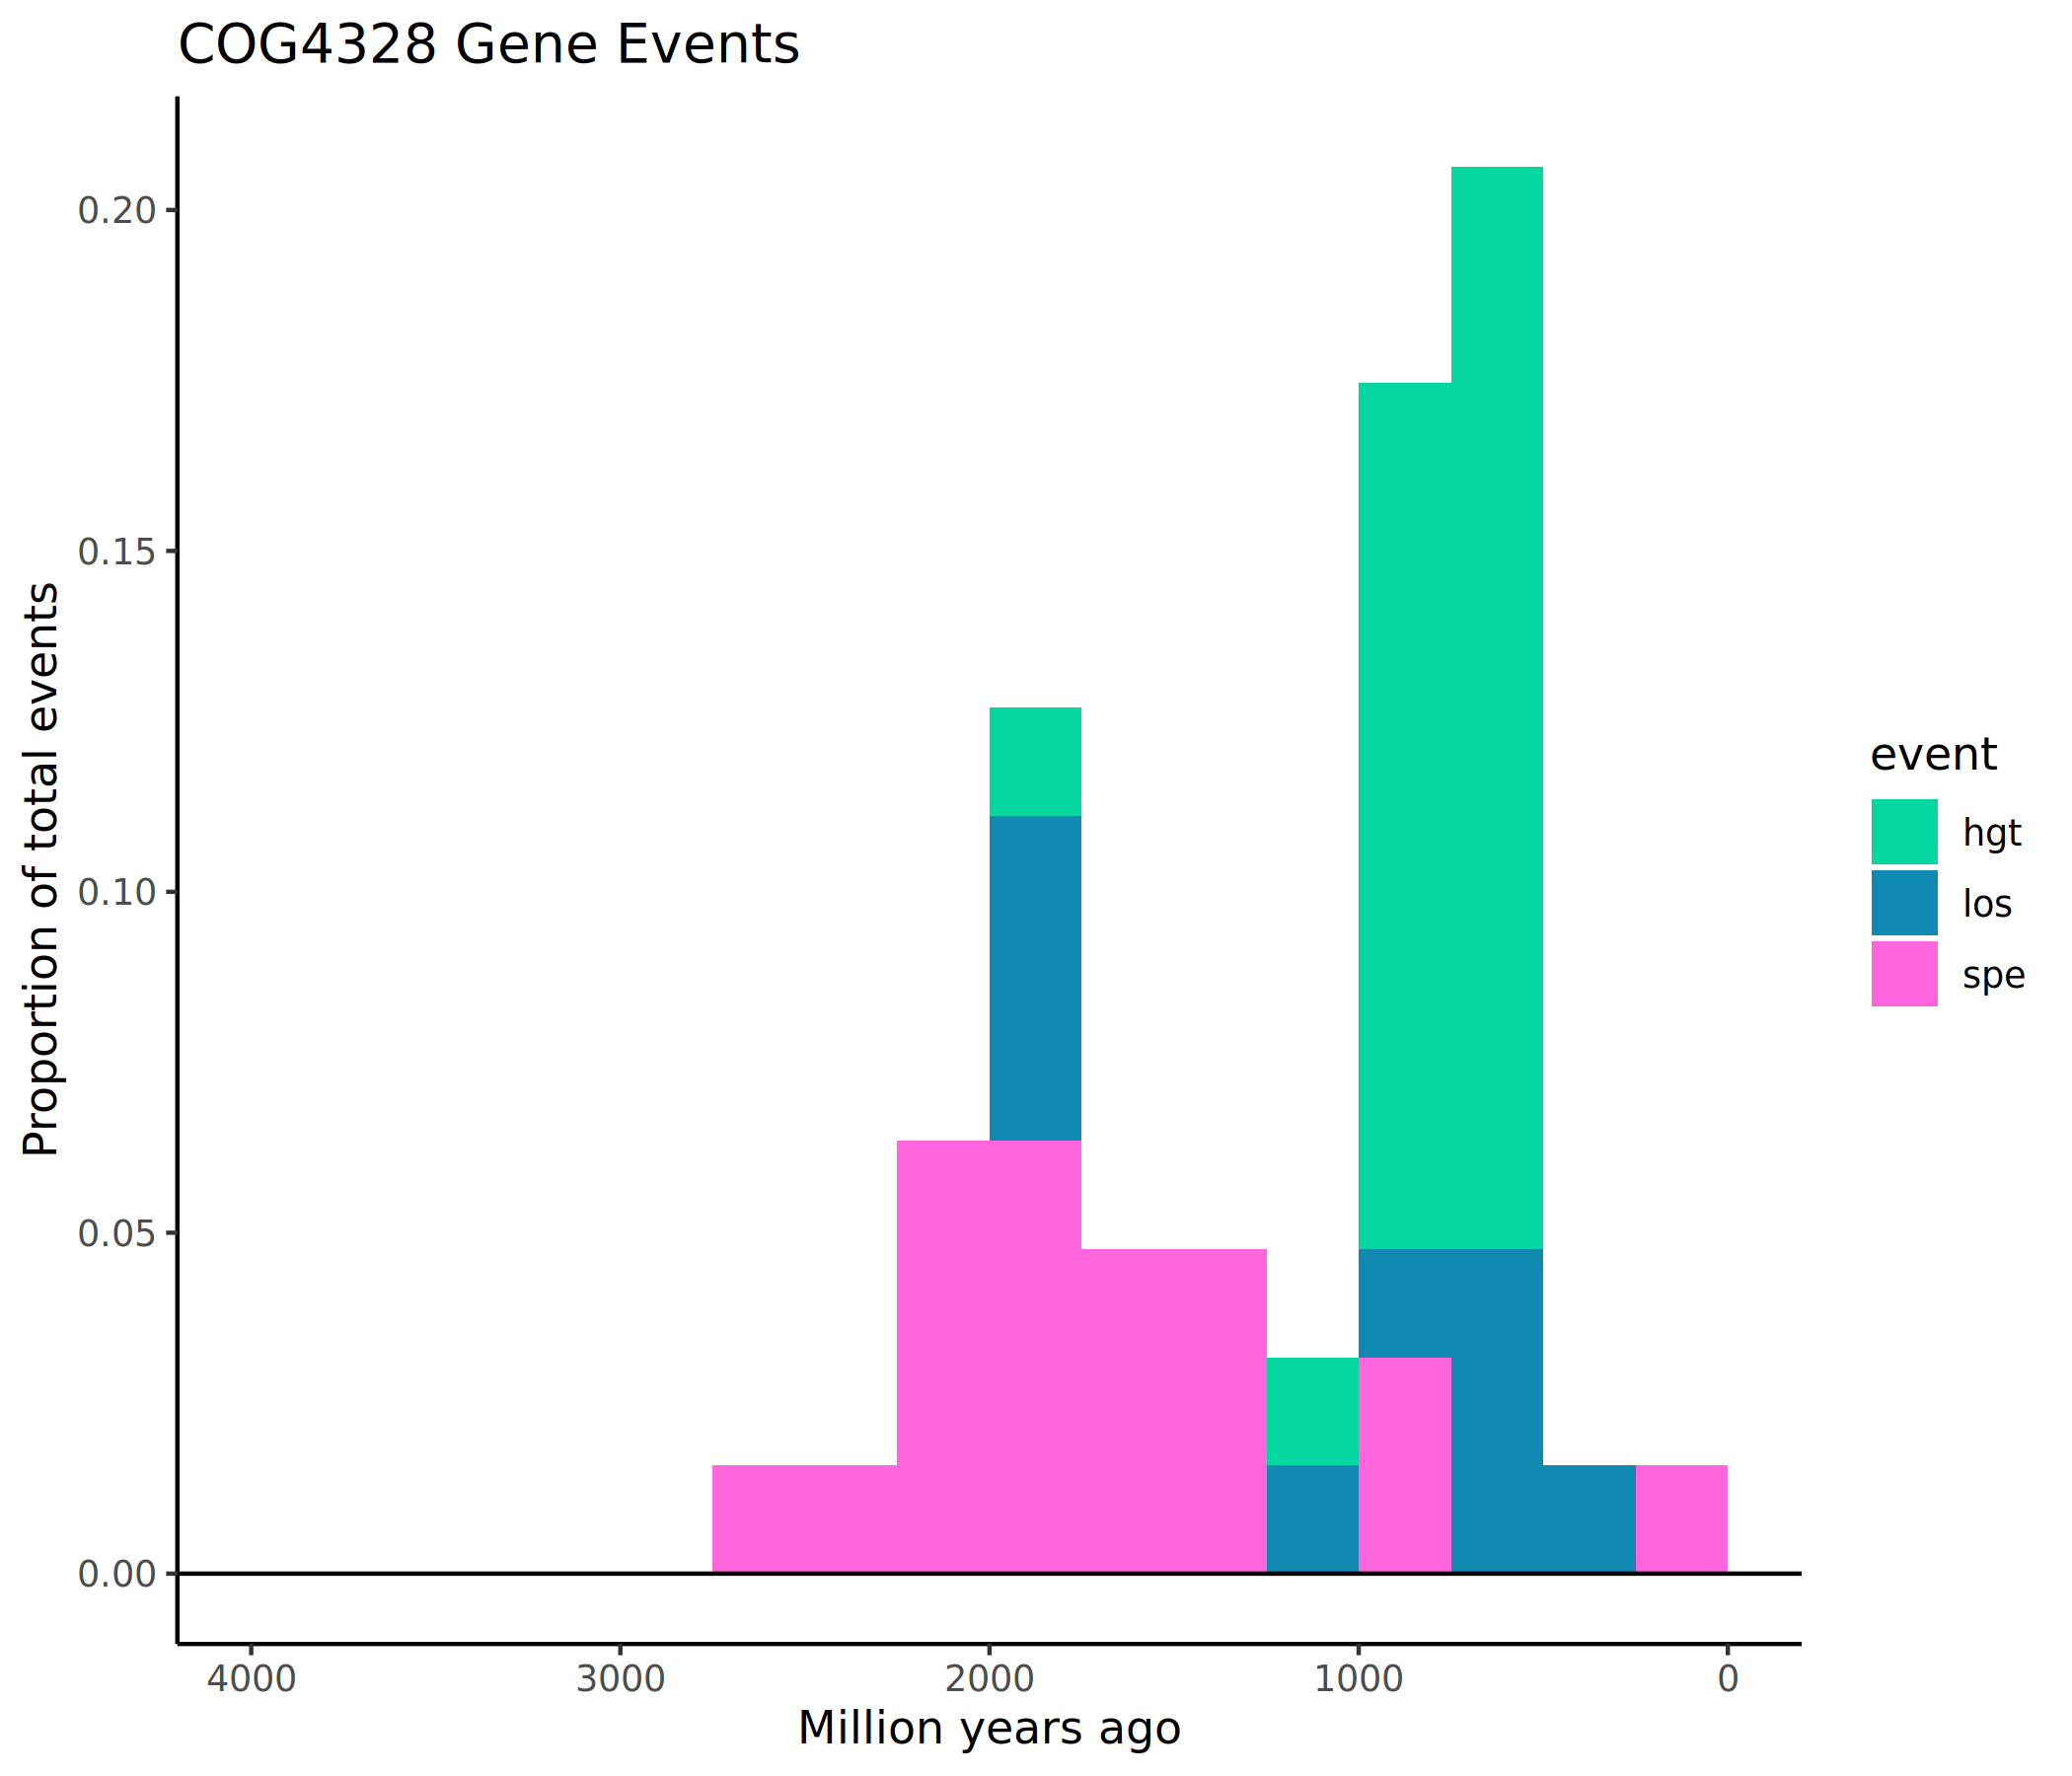 COG4328 Gene Events
Proportion of total events
0.20
0.15
0.10
0.05
0.00
4000 3000 2000 1000 0
Million years ago
event
hgt
los
spe